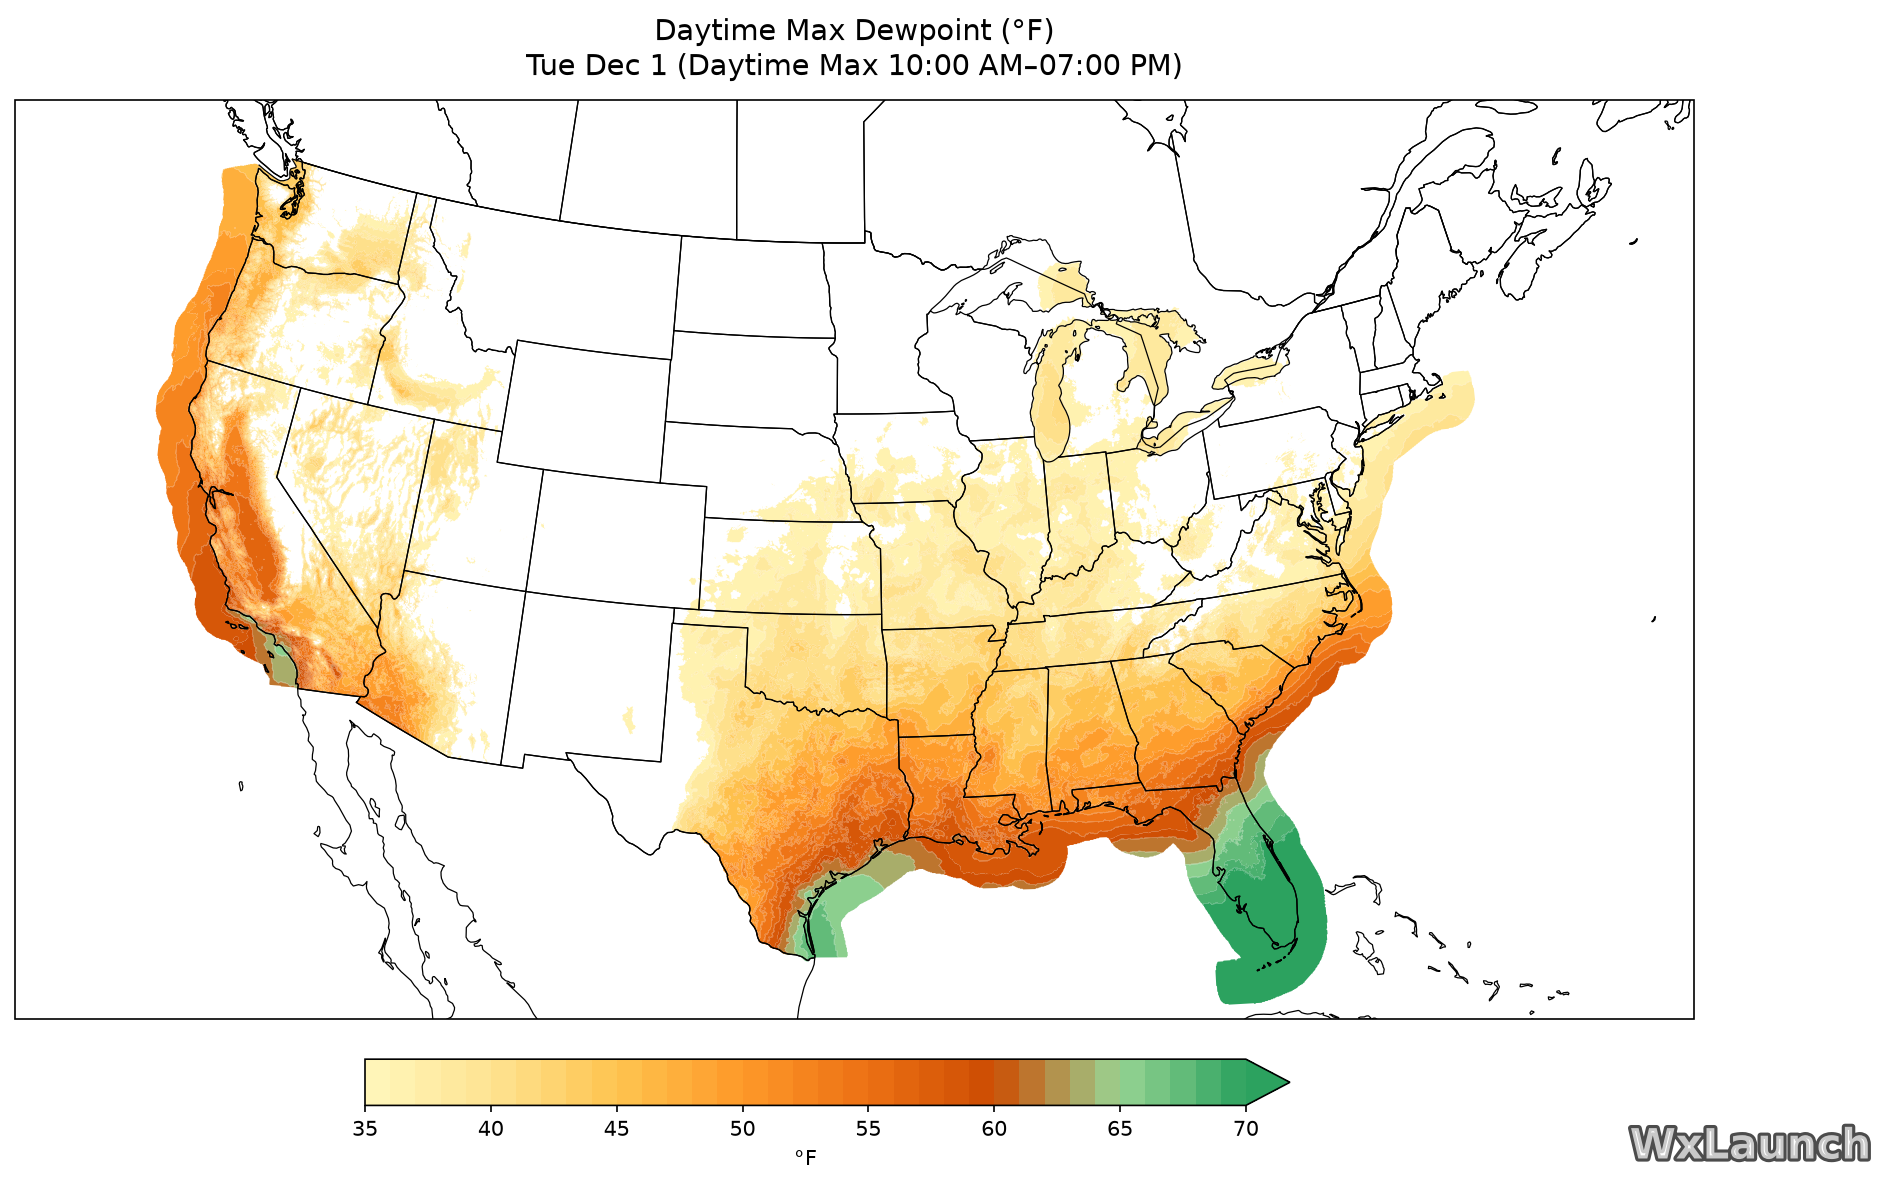 Daytime Max Dewpoint (°F)
Tue Dec 1 (Daytime Max 10:00 AM–07:00 PM)
35 40 45 50 55 60 65 70
°F
WxLaunch